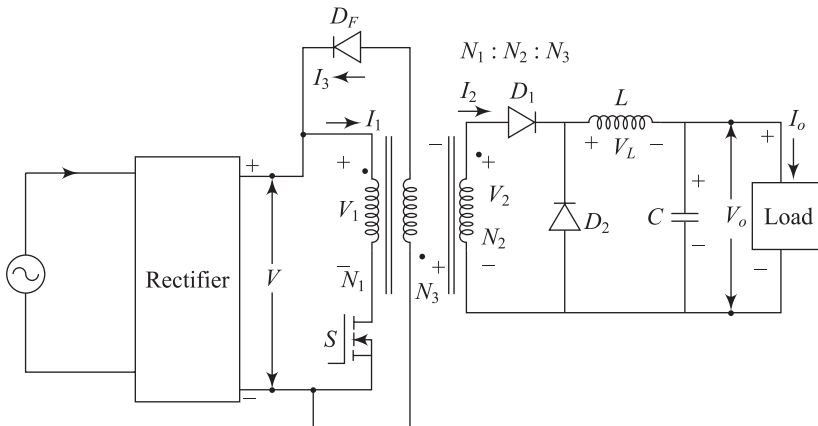 D_F
N_1 : N_2 : N_3
I_3
I_2
D_1
L
I_o
I_1
+
−
+
−
+
+
V_L
−
+
V_1
V_2
+
Rectifier
V
N_2
D_2
C
V_o
Load
−
N_1
+
N_3
−
−
−
S
−